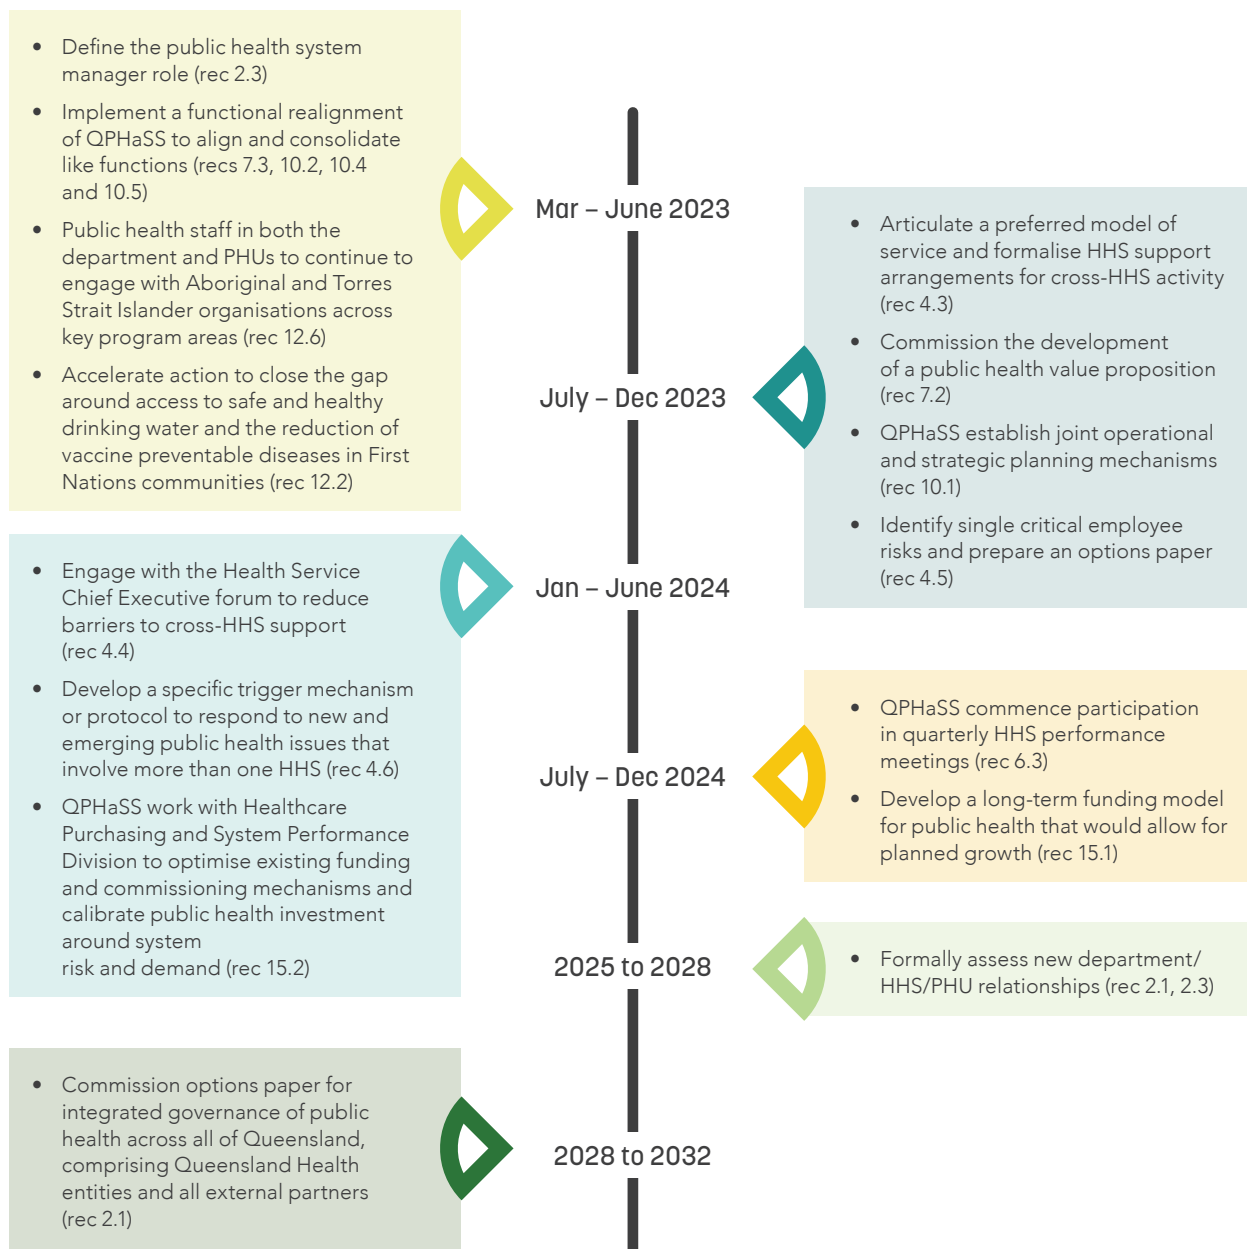 • Define the public health system
manager role (rec 2.3)
• Implement a functional realignment
of QPHaSS to align and consolidate
like functions (recs 7.3, 10.2, 10.4
and 10.5)
• Public health staff in both the
department and PHUs to continue to
engage with Aboriginal and Torres
Strait Islander organisations across
key program areas (rec 12.6)
• Accelerate action to close the gap
around access to safe and healthy
drinking water and the reduction of
vaccine preventable diseases in First
Nations communities (rec 12.2)
Mar – June 2023
July – Dec 2023
• Articulate a preferred model of
service and formalise HHS support
arrangements for cross-HHS activity
(rec 4.3)
• Commission the development
of a public health value proposition
(rec 7.2)
• QPHaSS establish joint operational
and strategic planning mechanisms
(rec 10.1)
• Identify single critical employee
risks and prepare an options paper
(rec 4.5)
• Engage with the Health Service
Chief Executive forum to reduce
barriers to cross-HHS support
(rec 4.4)
• Develop a specific trigger mechanism
or protocol to respond to new and
emerging public health issues that
involve more than one HHS (rec 4.6)
• QPHaSS work with Healthcare
Purchasing and System Performance
Division to optimise existing funding
and commissioning mechanisms and
calibrate public health investment
around system
risk and demand (rec 15.2)
Jan – June 2024
July – Dec 2024
• QPHaSS commence participation
in quarterly HHS performance
meetings (rec 6.3)
• Develop a long-term funding model
for public health that would allow for
planned growth (rec 15.1)
2025 to 2028
• Formally assess new department/
HHS/PHU relationships (rec 2.1, 2.3)
• Commission options paper for
integrated governance of public
health across all of Queensland,
comprising Queensland Health
entities and all external partners
(rec 2.1)
2028 to 2032